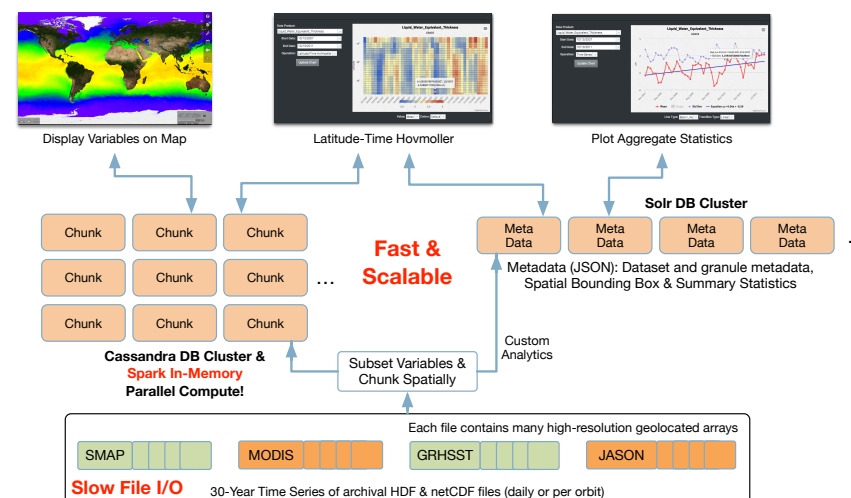 Liquid_Water_Equivalent_Thickness
Liquid_Water_Equivalent_Thickness
Display Variables on Map
Latitude-Time Hovmoller
Plot Aggregate Statistics
Solr DB Cluster
Chunk Chunk Chunk
Meta Data Meta Data Meta Data Meta Data
Chunk Chunk Chunk
...
Fast &
Scalable
Metadata (JSON): Dataset and granule metadata,
Spatial Bounding Box & Summary Statistics
Chunk Chunk Chunk
Cassandra DB Cluster &
Spark In-Memory
Parallel Compute!
Custom
Analytics
Subset Variables &
Chunk Spatially
Each file contains many high-resolution geolocated arrays
SMAP MODIS GRHSST JASON
Slow File I/O
30-Year Time Series of archival HDF & netCDF files (daily or per orbit)